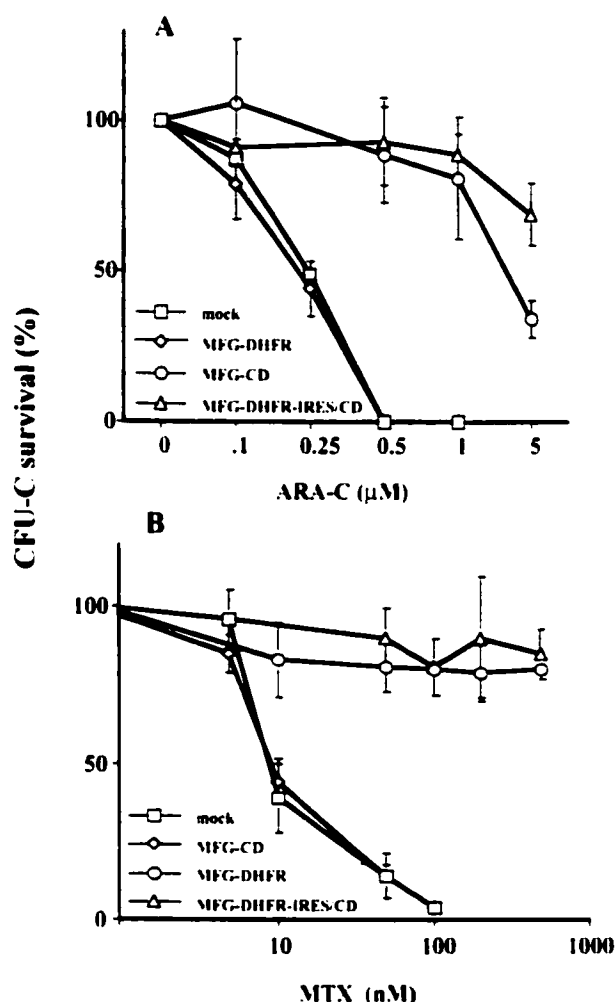 A
100
50
0
mock
MFG-DHFR
MFG-CD
MFG-DHFR-IRES/CD
0 .1 0.25 0.5 1 5
ARA-C (μM)
CFU-C survival (%)
B
100
50
0
mock
MFG-CD
MFG-DHFR
MFG-DHFR-IRES/CD
10 100 1000
MTX (nM)